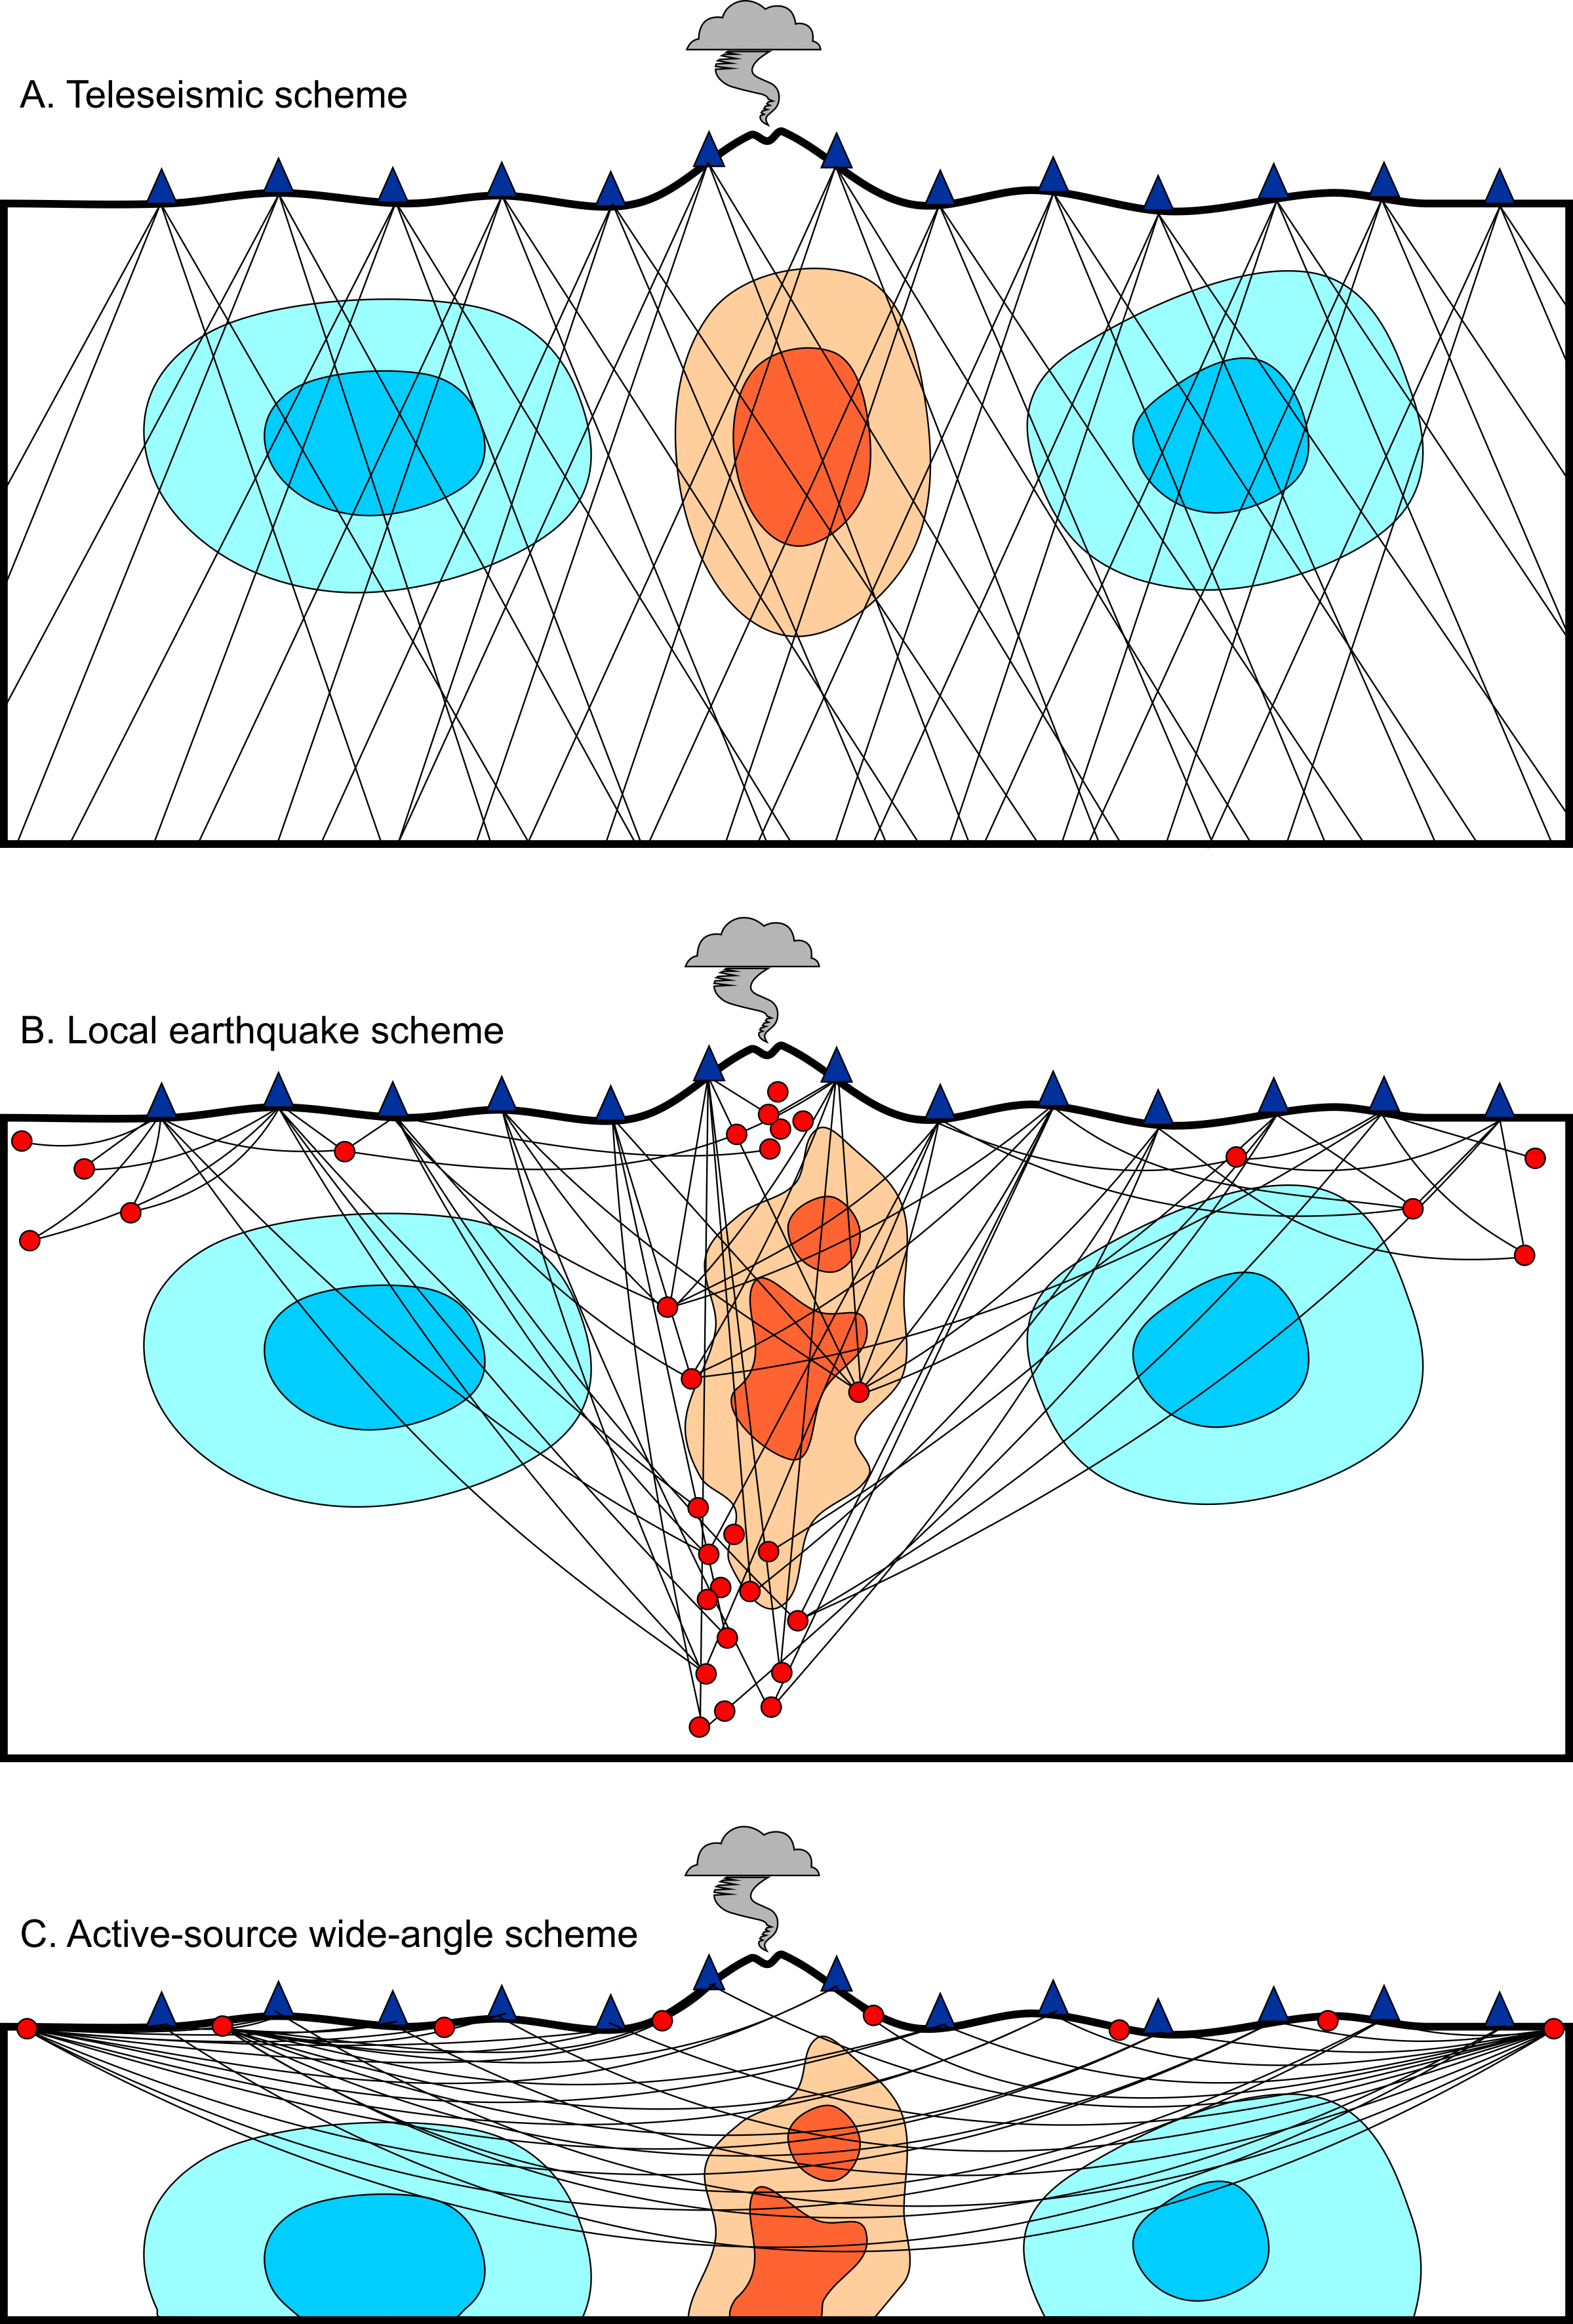 A. Teleseismic scheme
B. Local earthquake scheme
C. Active-source wide-angle scheme